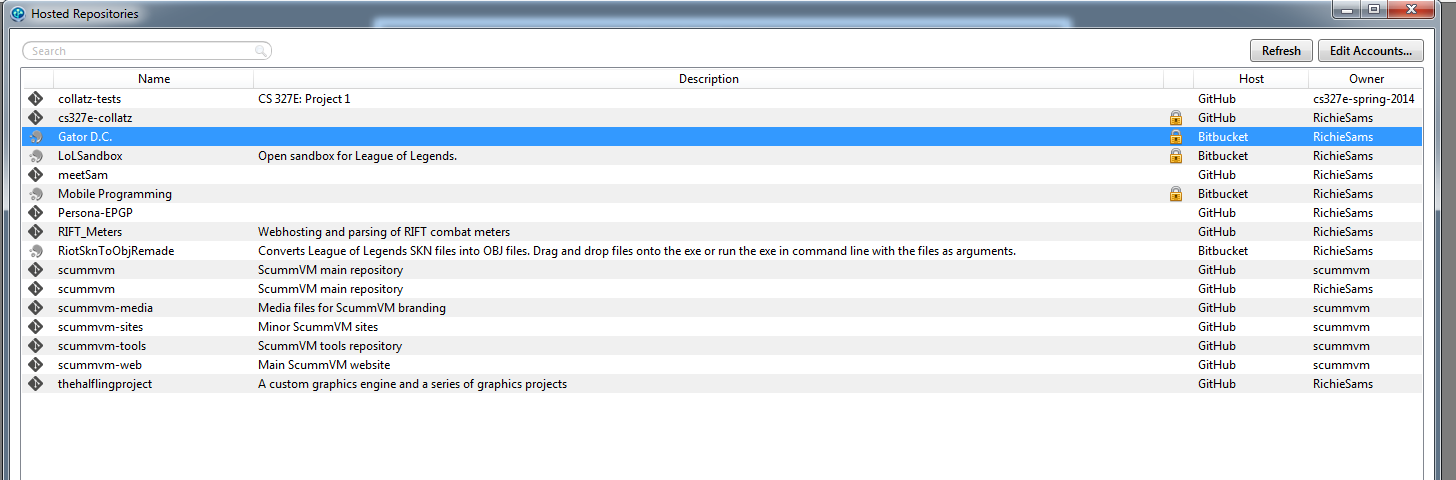 Hosted Repositories
Search
Refresh Edit Accounts...
Name Description Host Owner
collatz-tests CS 327E: Project 1 GitHub cs327e-spring-2014
cs327e-collatz GitHub RichieSams
Gator D.C. Bitbucket RichieSams
LoLSandbox Open sandbox for League of Legends. Bitbucket RichieSams
meetSam GitHub RichieSams
Mobile Programming Bitbucket RichieSams
Persona-EPGP GitHub RichieSams
RIFT_Meters Webhosting and parsing of RIFT combat meters GitHub RichieSams
RiotSknToObjRemade Converts League of Legends SKN files into OBJ files. Drag and drop files onto the exe or run the exe in command line with the files as arguments. Bitbucket RichieSams
scummvm ScummVM main repository GitHub scummvm
scummvm ScummVM main repository GitHub RichieSams
scummvm-media Media files for ScummVM branding GitHub scummvm
scummvm-sites Minor ScummVM sites GitHub scummvm
scummvm-tools ScummVM tools repository GitHub scummvm
scummvm-web Main ScummVM website GitHub scummvm
thehalflingproject A custom graphics engine and a series of graphics projects GitHub RichieSams